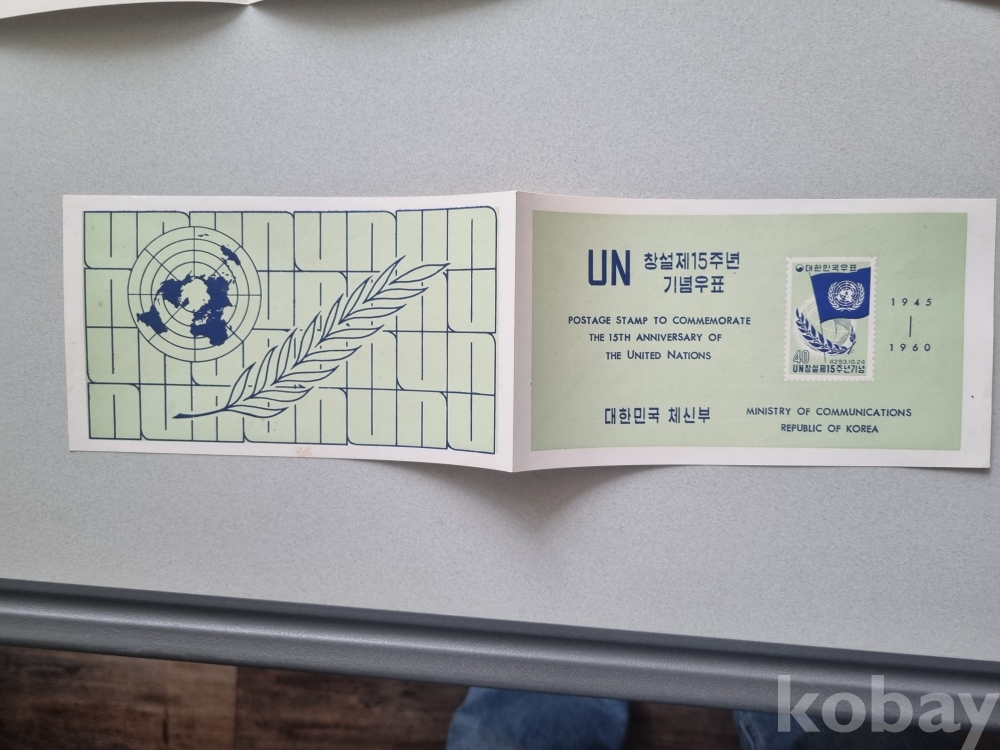 UN 창설제15주년
기념우표
POSTAGE STAMP TO COMMEMORATE
THE 15TH ANNIVERSARY OF
THE UNITED NATIONS
대한민국 체신부
대한민국우표
40
4293.10.24
UN창설제15주년기념
1945
1960
MINISTRY OF COMMUNICATIONS
REPUBLIC OF KOREA
kobay